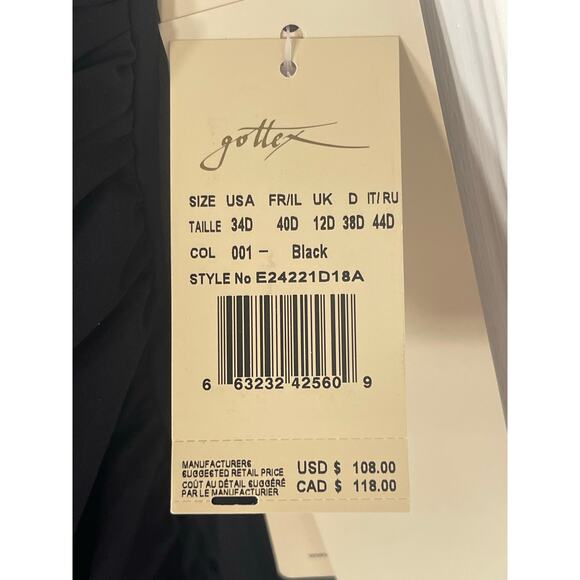 gottex
SIZE USA FR/IL UK D IT/RU
TAILLE 34D 40D 12D 38D 44D
COL 001 - Black
STYLE No E24221D18A
6 63232 42560 9
MANUFACTURERS
SUGGESTED RETAIL PRICE USD $ 108.00
COÛT AU DÉTAIL SUGGÉRÉ
PAR LE MANUFACTURIER CAD $ 118.00